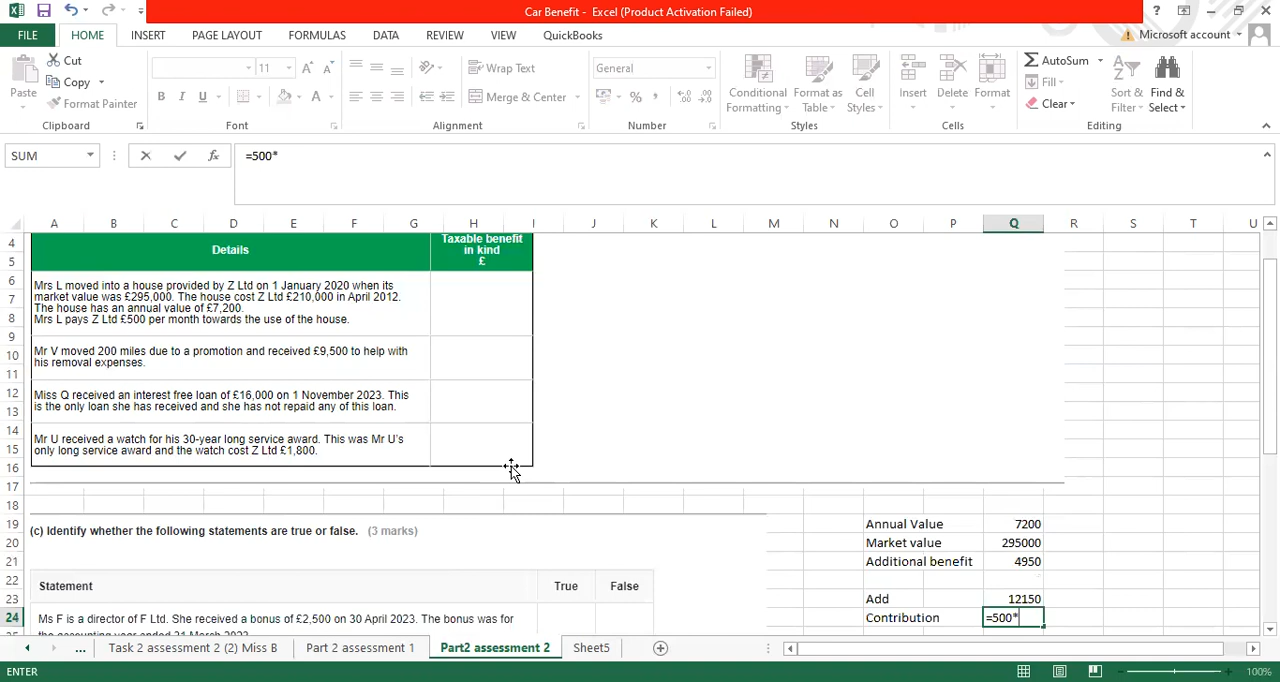 Car Benefit - Excel (Product Activation Failed)
FILE HOME INSERT PAGE LAYOUT FORMULAS DATA REVIEW VIEW QuickBooks Microsoft account
Paste Cut Copy Format Painter
11
Wrap Text Merge & Center
General
Conditional Formatting Format as Table Cell Styles
Insert Delete Format
AutoSum Fill Clear Sort & Filter Find & Select
Clipboard Font Alignment Number Styles Cells Editing
SUM fx =500*
A B C D E F G H I J K L M N O P Q R S T U
4 Details Taxable benefit
5 in kind
£
6 Mrs L moved into a house provided by Z Ltd on 1 January 2020 when its
7 market value was £295,000. The house cost Z Ltd £210,000 in April 2012.
The house has an annual value of £7,200.
8 Mrs L pays Z Ltd £500 per month towards the use of the house.
9
10 Mr V moved 200 miles due to a promotion and received £9,500 to help with
his removal expenses.
11
12 Miss Q received an interest free loan of £16,000 on 1 November 2023. This
13 is the only loan she has received and she has not repaid any of this loan.
14 Mr U received a watch for his 30-year long service award. This was Mr U's
15 only long service award and the watch cost Z Ltd £1,800.
16
17
18
19 (c) Identify whether the following statements are true or false. (3 marks) Annual Value 7200
20 Market value 295000
21 Additional benefit 4950
22 Statement True False
23 Add 12150
24 Ms F is a director of F Ltd. She received a bonus of £2,500 on 30 April 2023. The bonus was for Contribution =500*
... Task 2 assessment 2 (2) Miss B Part 2 assessment 1 Part2 assessment 2 Sheet5
ENTER 100%